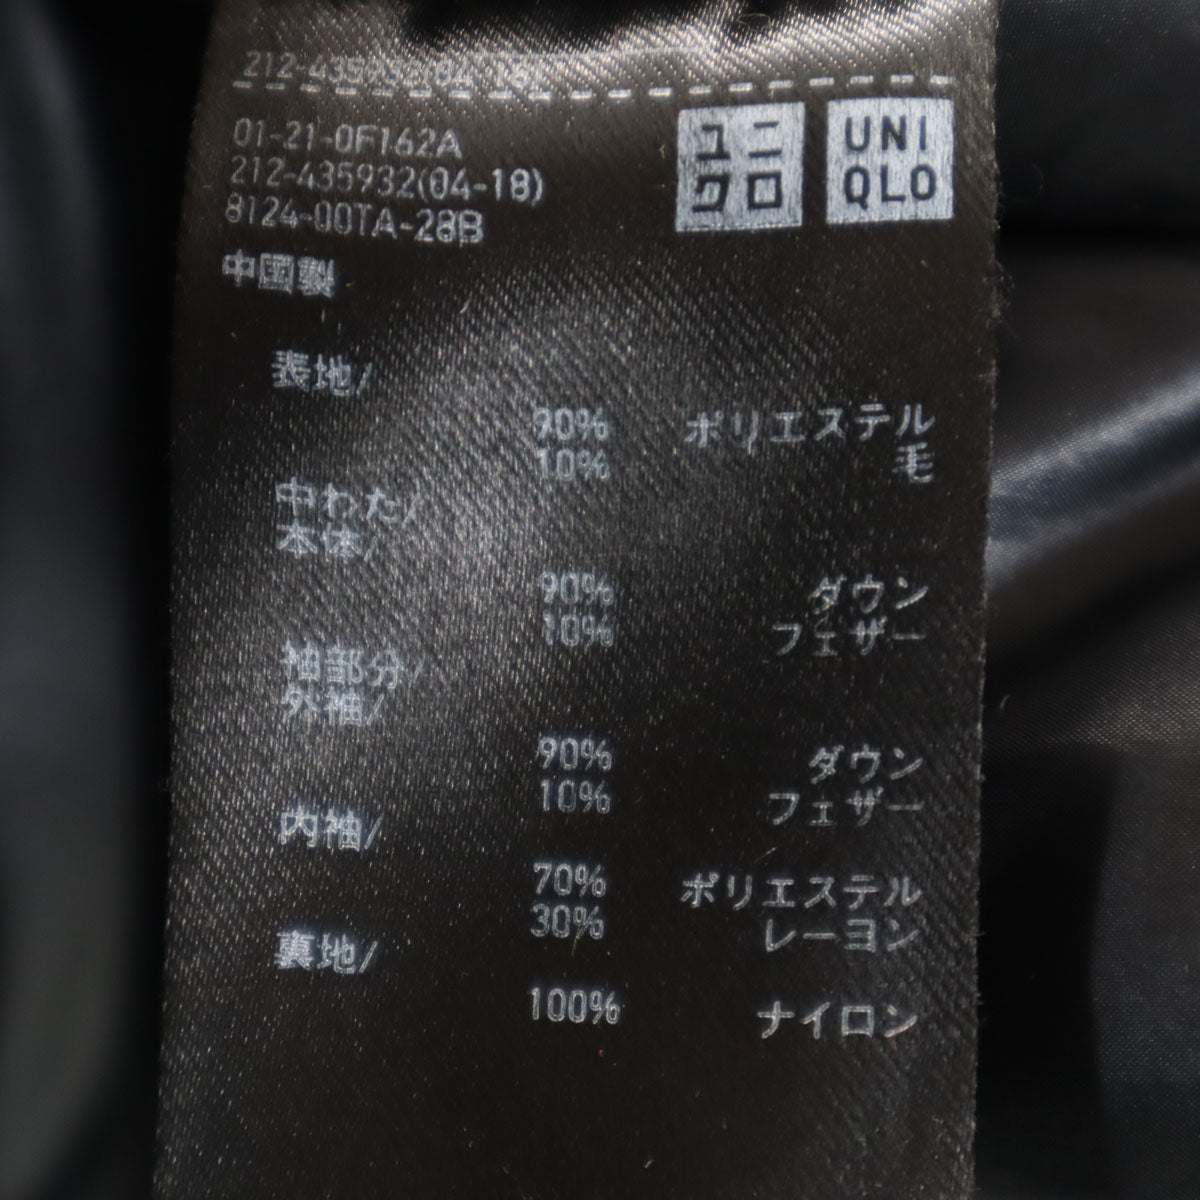 212-435932(04-18)
01-21-0F162A
212-435932(04-18)
8124-00TA-28B
ユニ
クロ
UNI
QLO
中国製
表地/
90% ポリエステル
10% 毛
中わた/
本体/
90% ダウン
10% フェザー
袖部分/
外袖/
90% ダウン
10% フェザー
内袖/
70% ポリエステル
30% レーヨン
裏地/
100% ナイロン